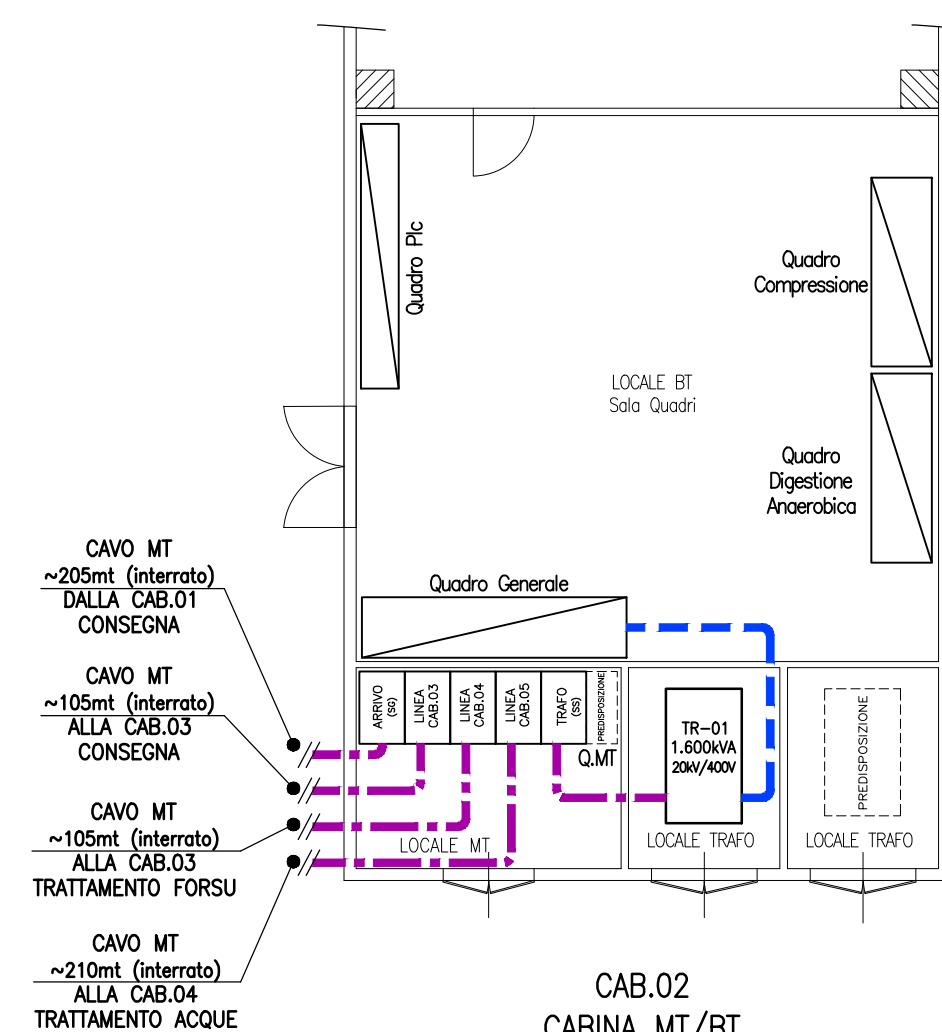 Quadro Plc
Quadro
Compressione
LOCALE BT
Sala Quadri
Quadro
Digestione
Anaerobica
CAVO MT
~205mt (interrato)
DALLA CAB.01
CONSEGNA
Quadro Generale
CAVO MT
~105mt (interrato)
ALLA CAB.03
CONSEGNA
ARRIVO
(SG)
LINEA
CAB.03
LINEA
CAB.04
LINEA
CAB.05
TRAFO
(SS)
PREDISPOSIZIONE
Q.MT
TR-01
1.600kVA
20kV/400V
PREDISPOSIZIONE
CAVO MT
~105mt (interrato)
ALLA CAB.03
TRATTAMENTO FORSU
LOCALE MT
LOCALE TRAFO
LOCALE TRAFO
CAVO MT
~210mt (interrato)
ALLA CAB.04
TRATTAMENTO ACQUE
CAB.02
CABINA MT/BT